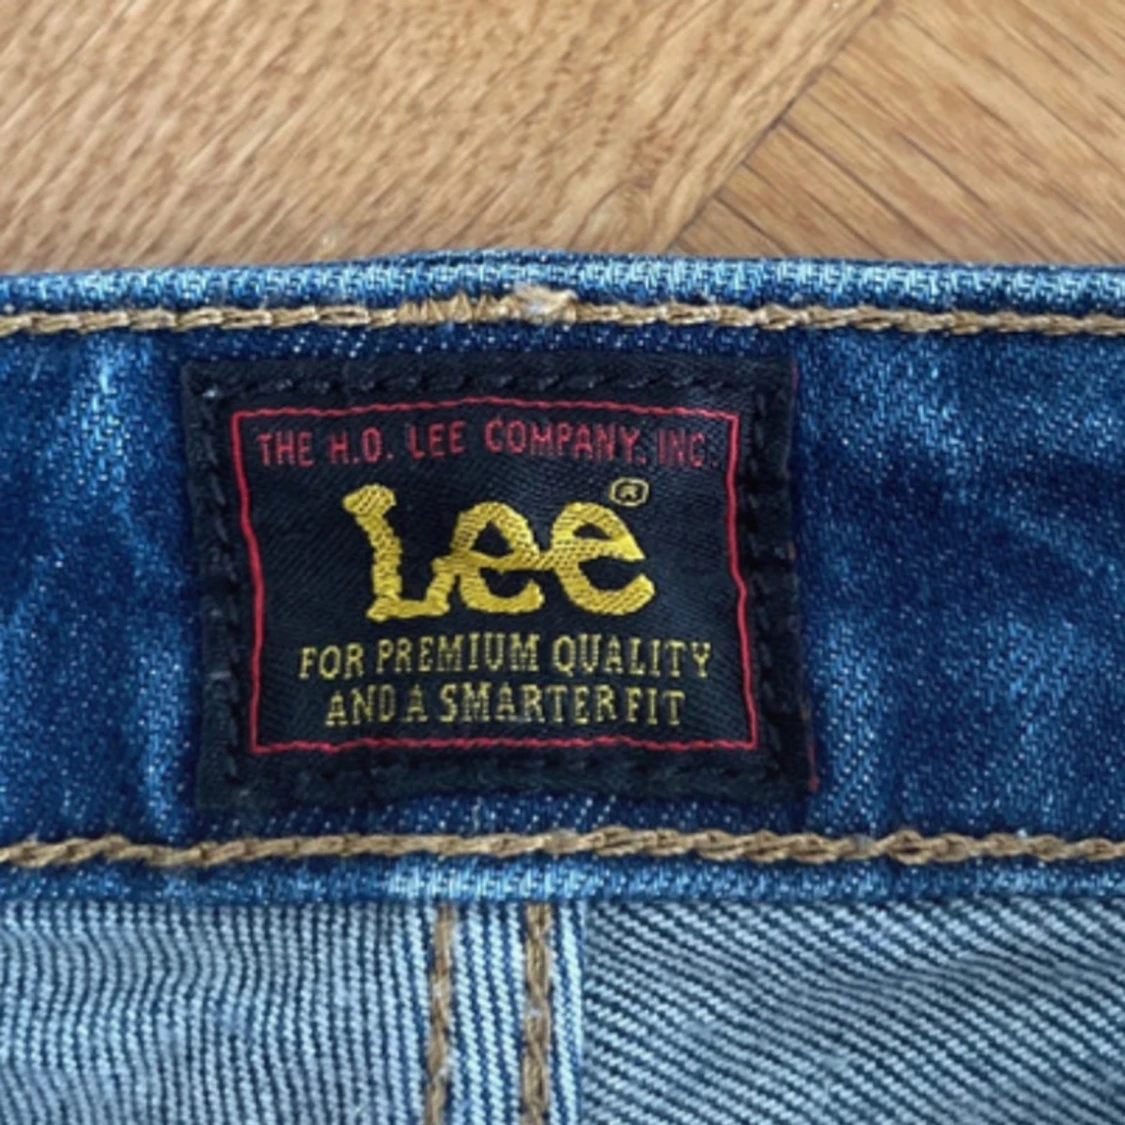 THE H.D. LEE COMPANY, INC.
Lee®
FOR PREMIUM QUALITY
AND A SMARTER FIT